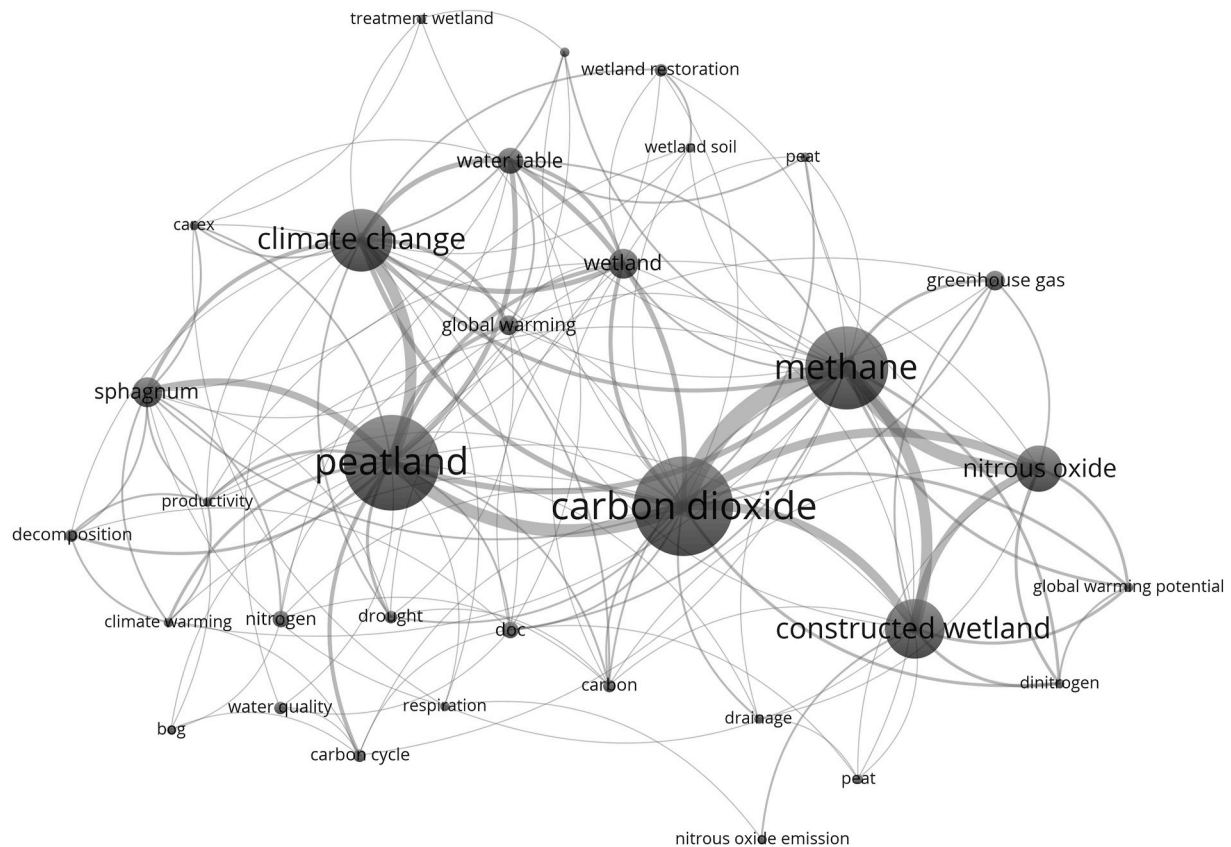 treatment wetland
wetland restoration
wetland soil
water table
peat
carex
climate change
wetland
greenhouse gas
global warming
methane
sphagnum
peatland
nitrous oxide
carbon dioxide
productivity
decomposition
global warming potential
climate warming
nitrogen
drought
doc
constructed wetland
carbon
dinitrogen
water quality
respiration
drainage
bog
carbon cycle
peat
nitrous oxide emission